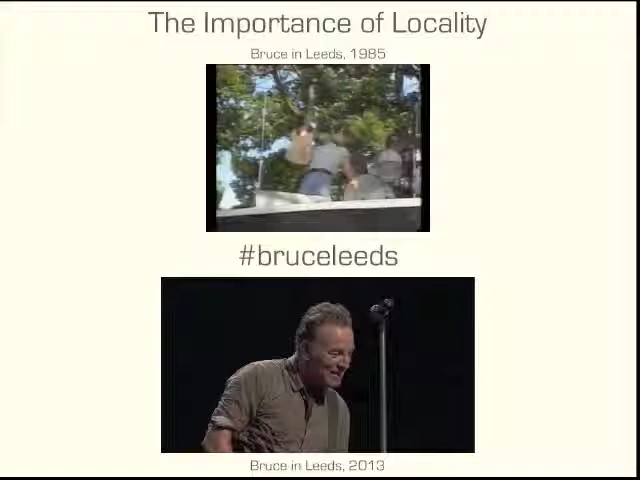 The Importance of Locality
Bruce in Leeds, 1985
#bruceleeds
Bruce in Leeds, 2013